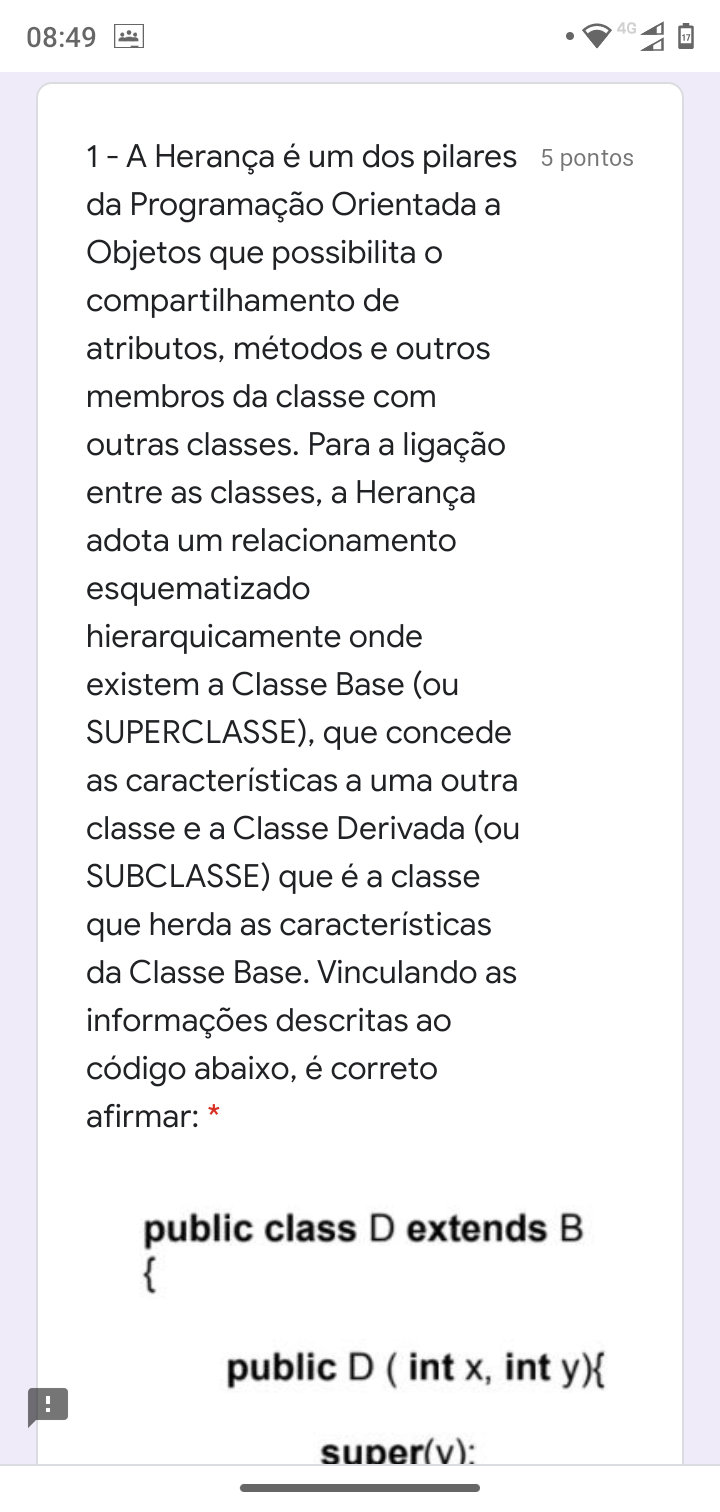 08:49
4G
17
1 - A Herança é um dos pilares 5 pontos
da Programação Orientada a
Objetos que possibilita o
compartilhamento de
atributos, métodos e outros
membros da classe com
outras classes. Para a ligação
entre as classes, a Herança
adota um relacionamento
esquematizado
hierarquicamente onde
existem a Classe Base (ou
SUPERCLASSE), que concede
as características a uma outra
classe e a Classe Derivada (ou
SUBCLASSE) que é a classe
que herda as características
da Classe Base. Vinculando as
informações descritas ao
código abaixo, é correto
afirmar: *
public class D extends B
{
public D ( int x, int y){
super(y);